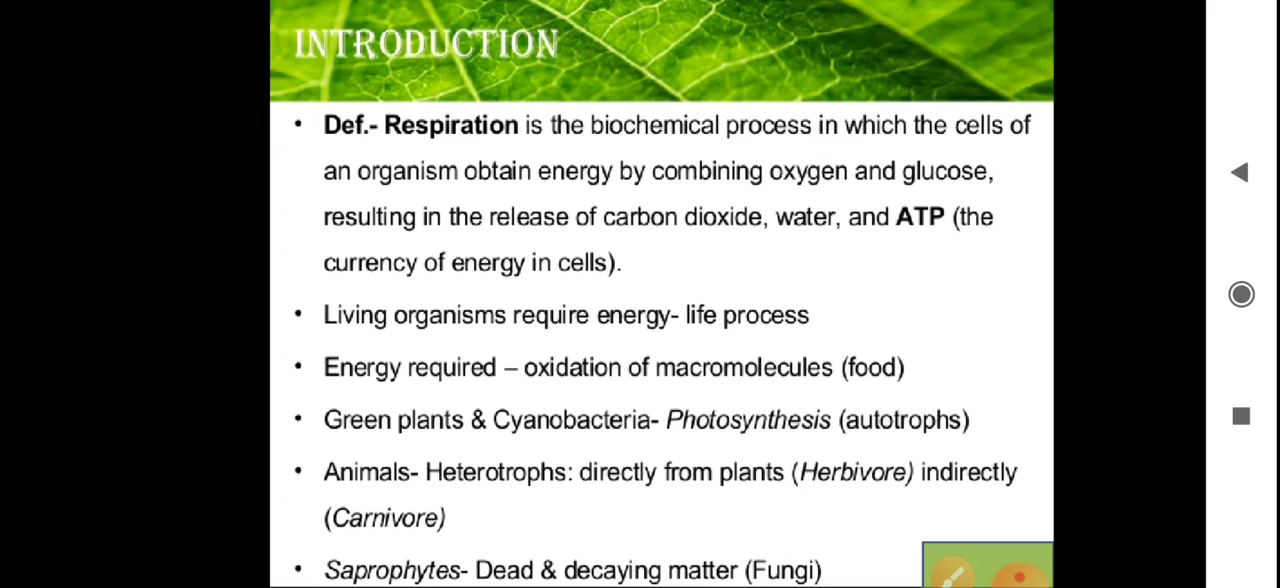 INTRODUCTION
• Def.- Respiration is the biochemical process in which the cells of
an organism obtain energy by combining oxygen and glucose,
resulting in the release of carbon dioxide, water, and ATP (the
currency of energy in cells).
• Living organisms require energy- life process
• Energy required – oxidation of macromolecules (food)
• Green plants & Cyanobacteria- Photosynthesis (autotrophs)
• Animals- Heterotrophs: directly from plants (Herbivore) indirectly
(Carnivore)
• Saprophytes- Dead & decaying matter (Fungi)